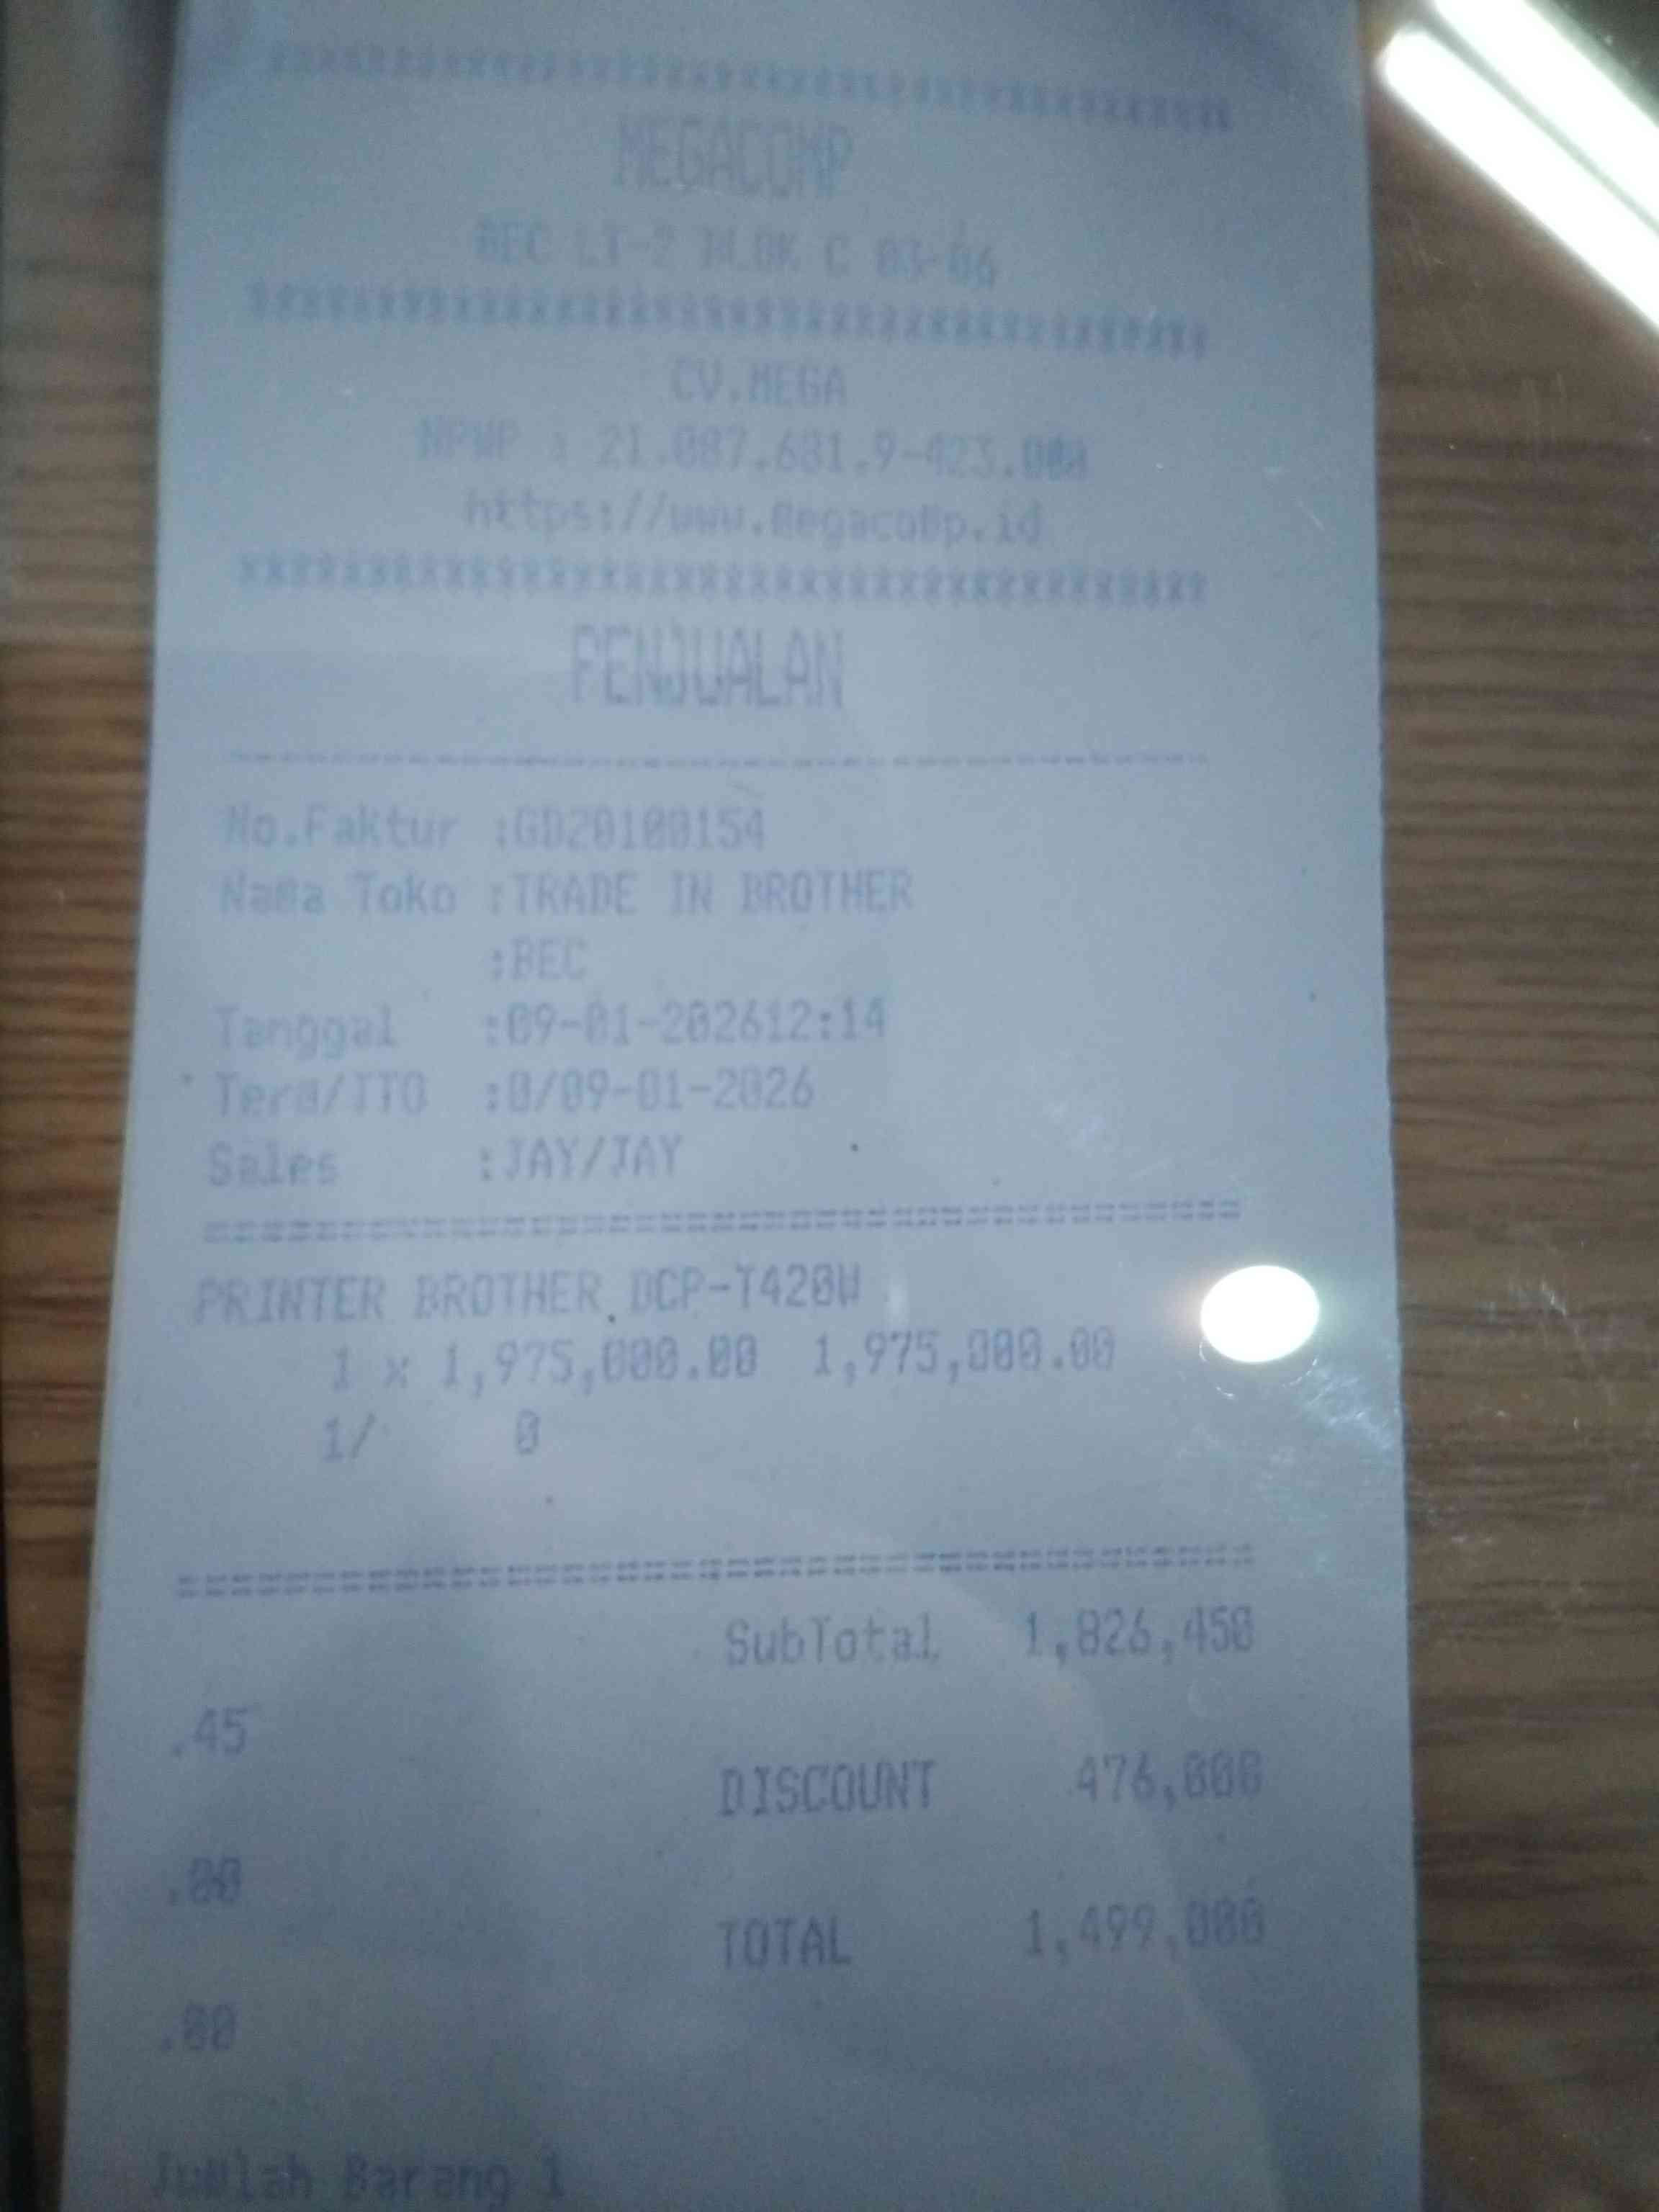 MEGACOMP
BEC LT-2 BLOK C 03-06
CV.MEGA
NPWP : 21.087.681.9-423.000
https://www.megacomp.id
PENJUALAN
No.Faktur :GD20100154
Nama Toko :TRADE IN BROTHER
:BEC
Tanggal :09-01-202612:14
Term/JTO :0/09-01-2026
Sales :JAY/JAY
PRINTER BROTHER DCP-T420W
1 x 1,975,000.00 1,975,000.00
1/ 0
SubTotal 1,826,450
.45
DISCOUNT 476,000
.00
TOTAL 1,499,000
.00
Jumlah Barang 1